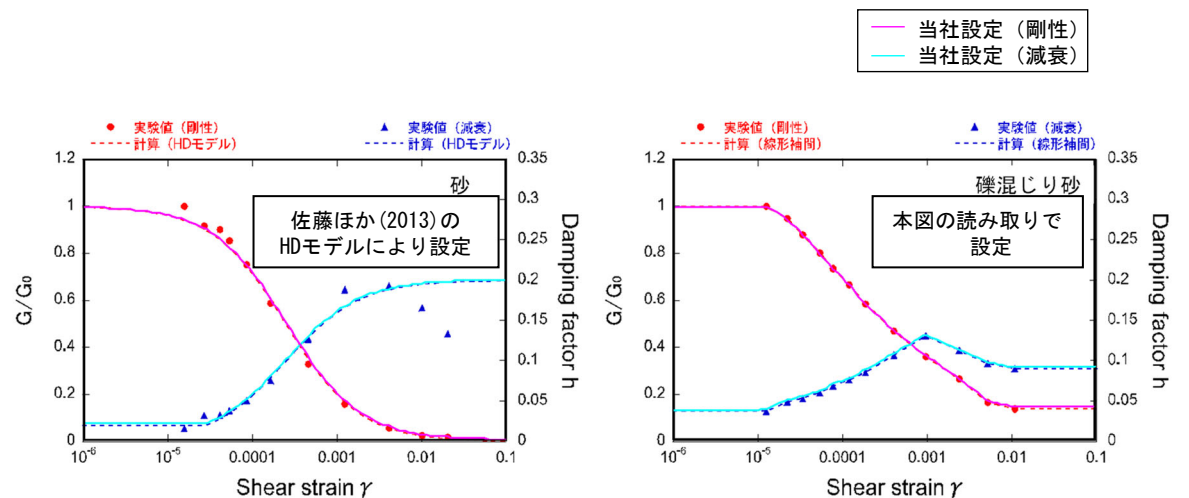 当社設定（剛性）
当社設定（減衰）
実験値（剛性）
計算（HDモデル）
実験値（減衰）
計算（HDモデル）
砂
佐藤ほか(2013)の
HDモデルにより設定
1.2
1
0.8
0.6
0.4
0.2
0
G/G₀
0.35
0.3
0.25
0.2
0.15
0.1
0.05
0
Damping factor h
10⁻⁶
10⁻⁵
0.0001
0.001
0.01
0.1
Shear strain γ
実験値（剛性）
計算（線形補間）
実験値（減衰）
計算（線形補間）
礫混じり砂
本図の読み取りで
設定
1.2
1
0.8
0.6
0.4
0.2
0
G/G₀
0.35
0.3
0.25
0.2
0.15
0.1
0.05
0
Damping factor h
10⁻⁶
10⁻⁵
0.0001
0.001
0.01
0.1
Shear strain γ